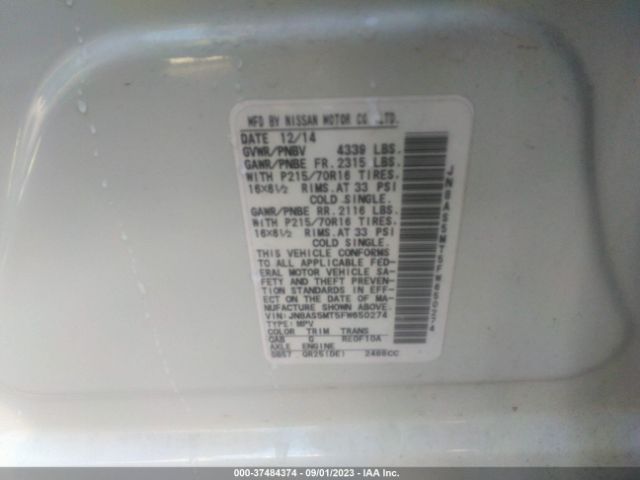 MFD BY NISSAN MOTOR CO.,LTD.
DATE 12/14
GVWR/PNBV 4339 LBS.
GAWR/PNBE FR. 2315 LBS.
WITH P215/70R16 TIRES.
16X6½ RIMS. AT 33 PSI
COLD SINGLE.
GAWR/PNBE RR. 2116 LBS.
WITH P215/70R16 TIRES.
16X6½ RIMS. AT 33 PSI
COLD SINGLE.
THIS VEHICLE CONFORMS
TO ALL APPLICABLE FED-
ERAL MOTOR VEHICLE SA-
FETY AND THEFT PREVEN-
TION STANDARDS IN EFF-
ECT ON THE DATE OF MA-
NUFACTURE SHOWN ABOVE.
VIN:JN8AS5MT5FW650274
TYPE:MPV
COLOR TRIM TRANS
QAB G RE0F10A
AXLE ENGINE
GB57 QR25(DE) 2488CC
JN8AS5MT5FW650274
000-37484374 - 09/01/2023 - IAA Inc.